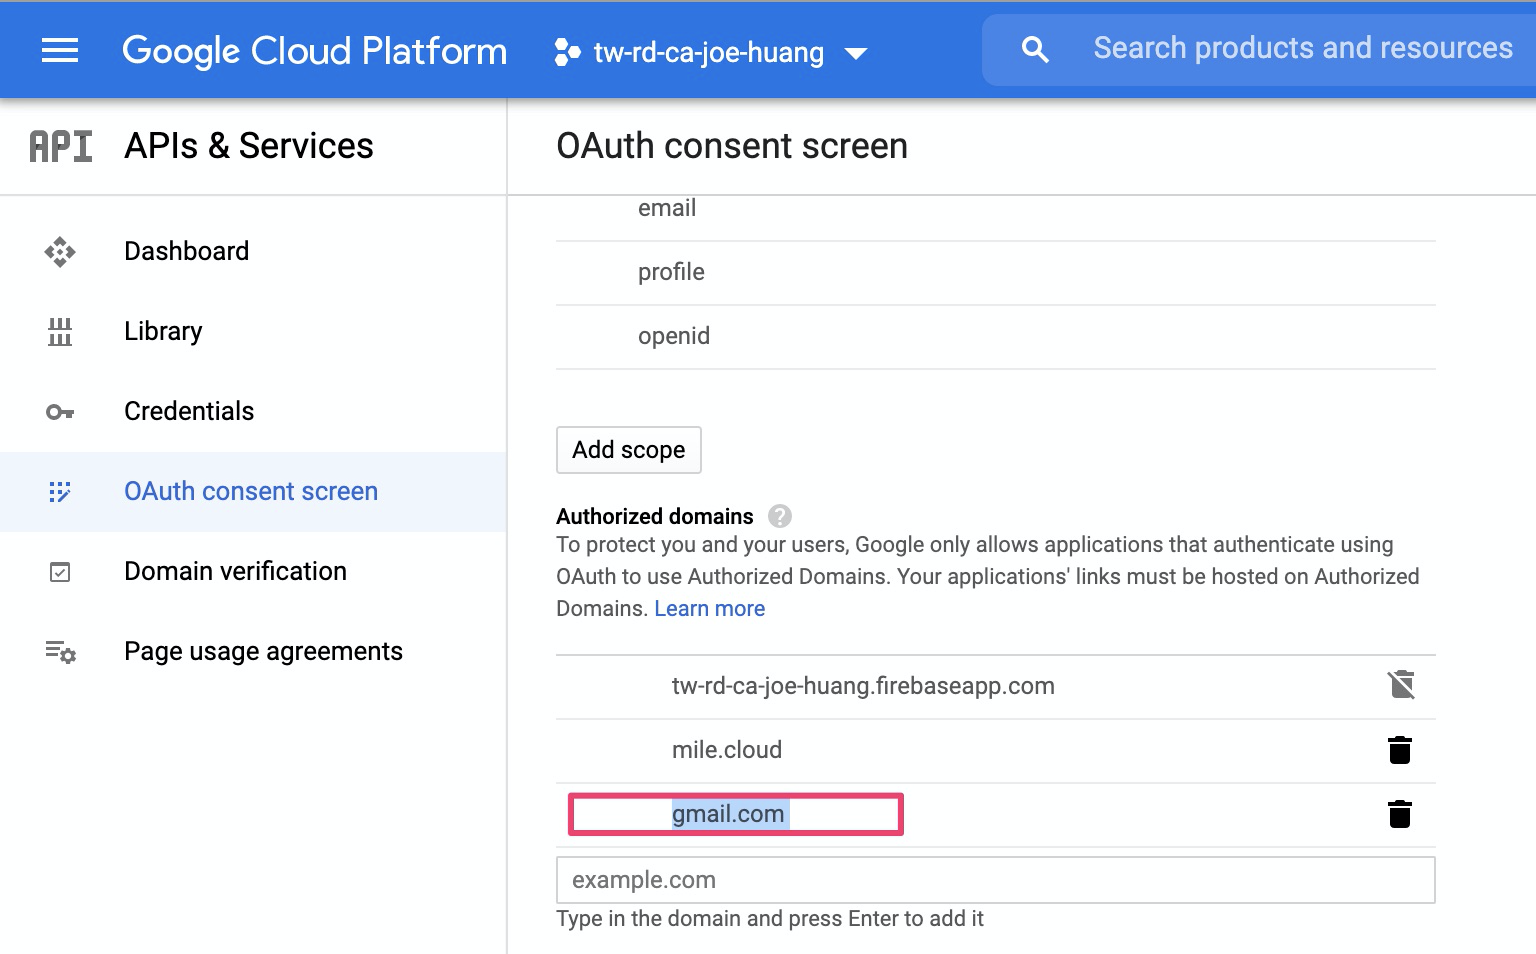 Google Cloud Platform
tw-rd-ca-joe-huang
Search products and resources
API
APIs & Services
OAuth consent screen
Dashboard
Library
Credentials
OAuth consent screen
Domain verification
Page usage agreements
email
profile
openid
Add scope
Authorized domains ?
To protect you and your users, Google only allows applications that authenticate using
OAuth to use Authorized Domains. Your applications' links must be hosted on Authorized
Domains. Learn more
tw-rd-ca-joe-huang.firebaseapp.com
mile.cloud
gmail.com
example.com
Type in the domain and press Enter to add it